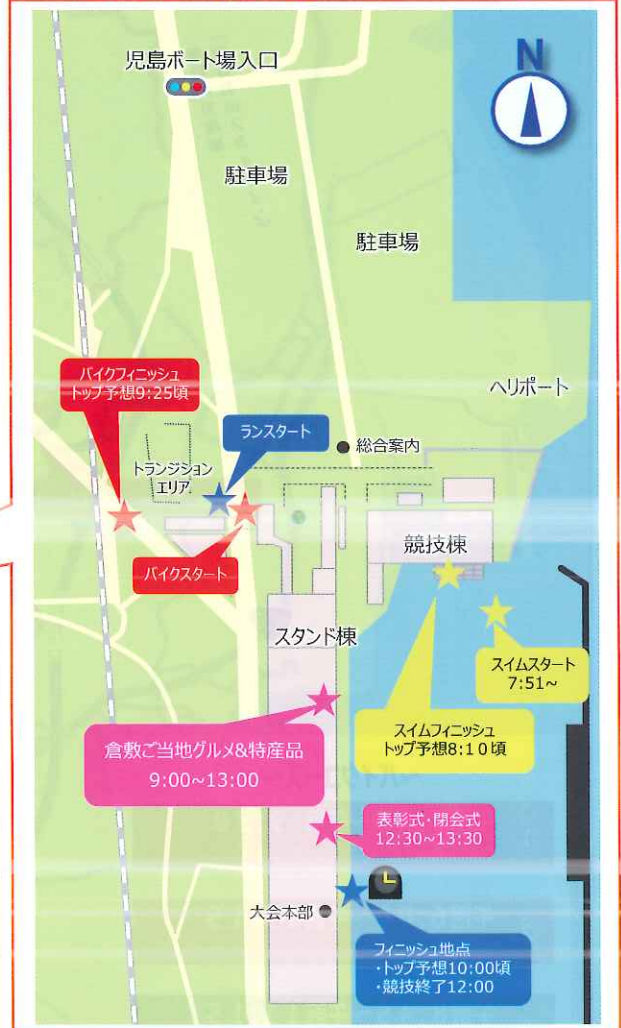 児島ボート場入口
N
駐車場
駐車場
ヘリポート
バイクフィニッシュ
トップ予想9:25頃
ランスタート
総合案内
トランジション
エリア
競技棟
バイクスタート
スタンド棟
スイムスタート
7:51~
スイムフィニッシュ
トップ予想8:10頃
倉敷ご当地グルメ&特産品
9:00~13:00
表彰式・閉会式
12:30~13:30
大会本部
フィニッシュ地点
・トップ予想10:00頃
・競技終了12:00